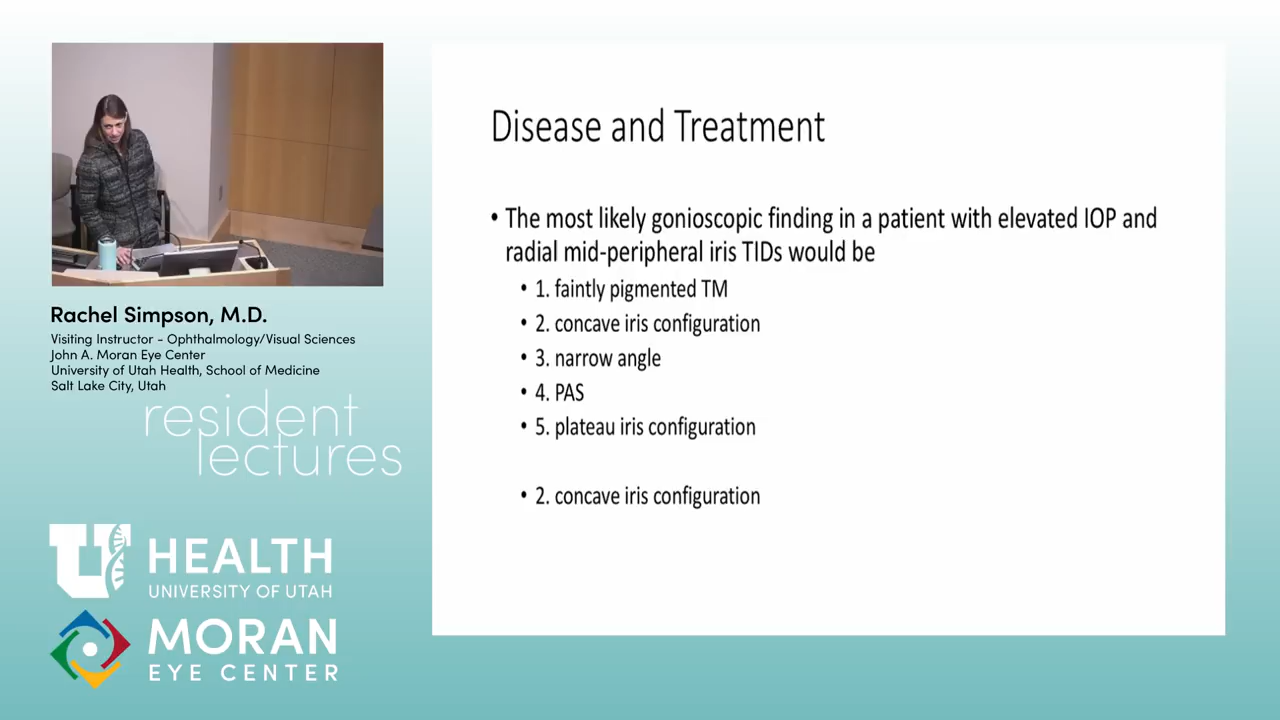 Disease and Treatment
• The most likely gonioscopic finding in a patient with elevated IOP and
radial mid-peripheral iris TIDs would be
• 1. faintly pigmented TM
• 2. concave iris configuration
• 3. narrow angle
• 4. PAS
• 5. plateau iris configuration
• 2. concave iris configuration
Rachel Simpson, M.D.
Visiting Instructor - Ophthalmology/Visual Sciences
John A. Moran Eye Center
University of Utah Health, School of Medicine
Salt Lake City, Utah
resident
lectures
U HEALTH
UNIVERSITY OF UTAH
MORAN
EYE CENTER